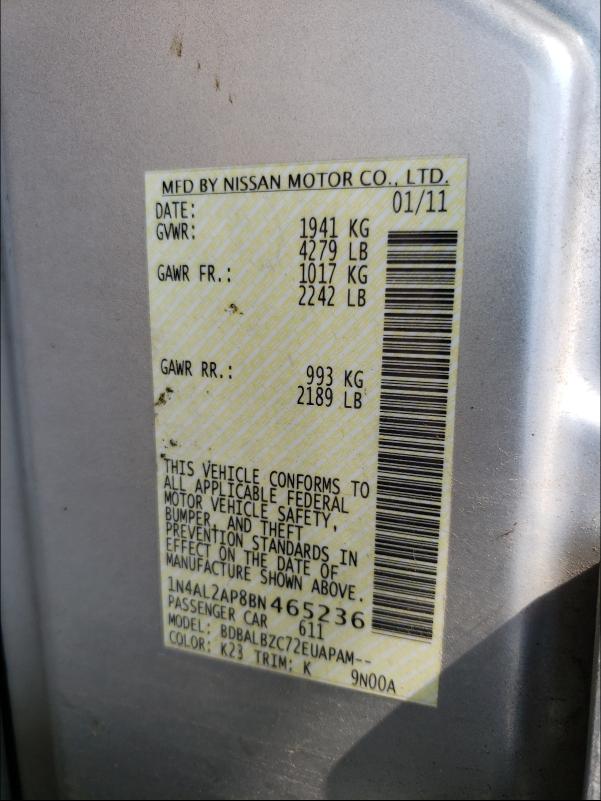 MFD BY NISSAN MOTOR CO., LTD.
DATE: 01/11
GVWR: 1941 KG
4279 LB
GAWR FR.: 1017 KG
2242 LB
GAWR RR.: 993 KG
2189 LB
THIS VEHICLE CONFORMS TO
ALL APPLICABLE FEDERAL
MOTOR VEHICLE SAFETY,
BUMPER, AND THEFT
PREVENTION STANDARDS IN
EFFECT ON THE DATE OF
MANUFACTURE SHOWN ABOVE.
1N4AL2AP8BN465236
PASSENGER CAR 611
MODEL: BDBALBZC72EUAPAM--
COLOR: K23 TRIM: K 9N00A